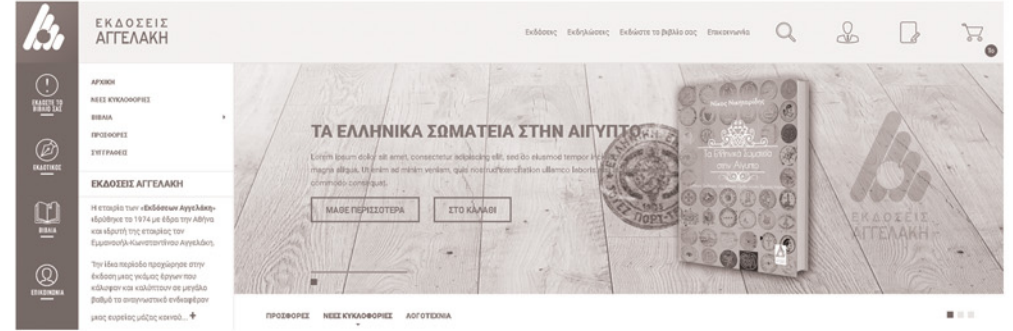 ΕΚΔΟΣΕΙΣ
ΑΓΓΕΛΑΚΗ
Εκδόσεις Εκδηλώσεις Εκδώστε το βιβλίο σας Επικοινωνία
0
ΕΚΔΩΣΤΕ ΤΟ
ΒΙΒΛΙΟ ΣΑΣ
ΕΚΔΟΤΙΚΟΣ
ΒΙΒΛΙΑ
ΕΠΙΚΟΙΝΩΝΙΑ
ΑΡΧΙΚΗ
ΝΕΕΣ ΚΥΚΛΟΦΟΡΙΕΣ
ΒΙΒΛΙΑ
ΠΡΟΣΦΟΡΕΣ
ΣΥΓΓΡΑΦΕΙΣ
ΕΚΔΟΣΕΙΣ ΑΓΓΕΛΑΚΗ
Η εταιρία των «Εκδόσεων Αγγελάκη»
ιδρύθηκε το 1974 με έδρα την Αθήνα
και ιδρυτή της εταιρίας τον
Εμμανουήλ-Κωνσταντίνου Αγγελάκη.
Την ίδια περίοδο προχώρησε στην
έκδοση μιας γκάμας έργων που
κάλυψαν και καλύπτουν σε μεγάλο
βαθμό το αναγνωστικό ενδιαφέρον
μιας ευρείας μάζας κοινού... +
ΤΑ ΕΛΛΗΝΙΚΑ ΣΩΜΑΤΕΙΑ ΣΤΗΝ ΑΙΓΥΠΤΟ
Lorem ipsum dolor sit amet, consectetur adipiscing elit, sed do eiusmod tempor in
magna aliqua. Ut enim ad minim veniam, quis nostrud exercitation ullamco laboris
commodo consequat.
ΜΑΘΕ ΠΕΡΙΣΣΟΤΕΡΑ ΣΤΟ ΚΑΛΑΘΙ
Τα Ελληνικά Σωματεία
στην Αίγυπτο
ΕΚΔΟΣΕΙΣ
ΑΓΓΕΛΑΚΗ
ΠΡΟΣΦΟΡΕΣ ΝΕΕΣ ΚΥΚΛΟΦΟΡΙΕΣ ΛΟΓΟΤΕΧΝΙΑ